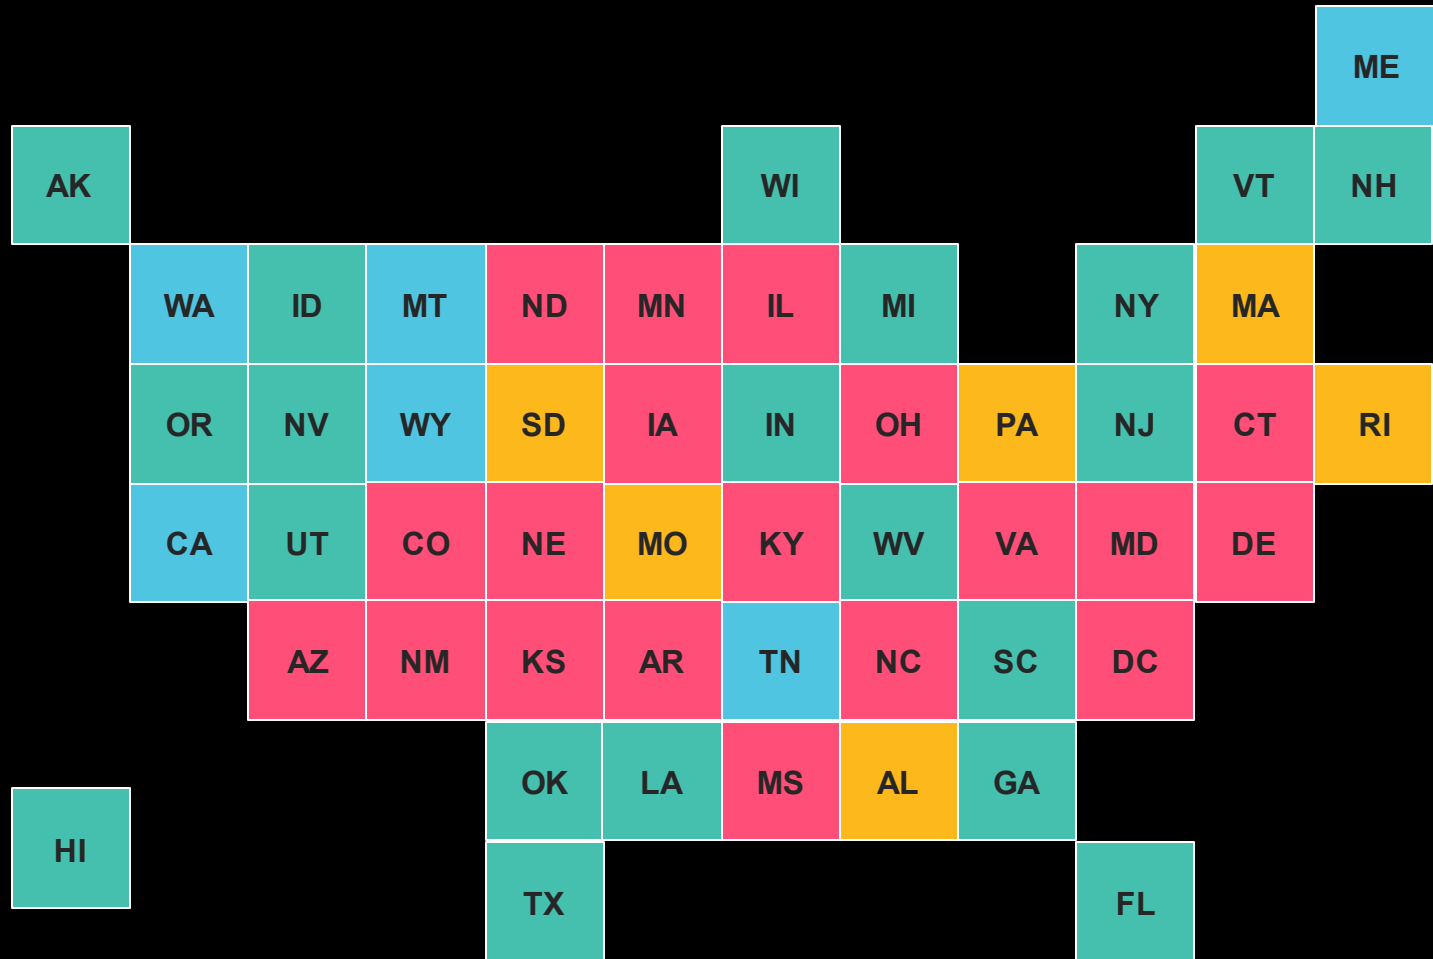 ME
AK WI VT NH
WA ID MT ND MN IL MI NY MA
OR NV WY SD IA IN OH PA NJ CT RI
CA UT CO NE MO KY WV VA MD DE
AZ NM KS AR TN NC SC DC
OK LA MS AL GA
HI
TX FL